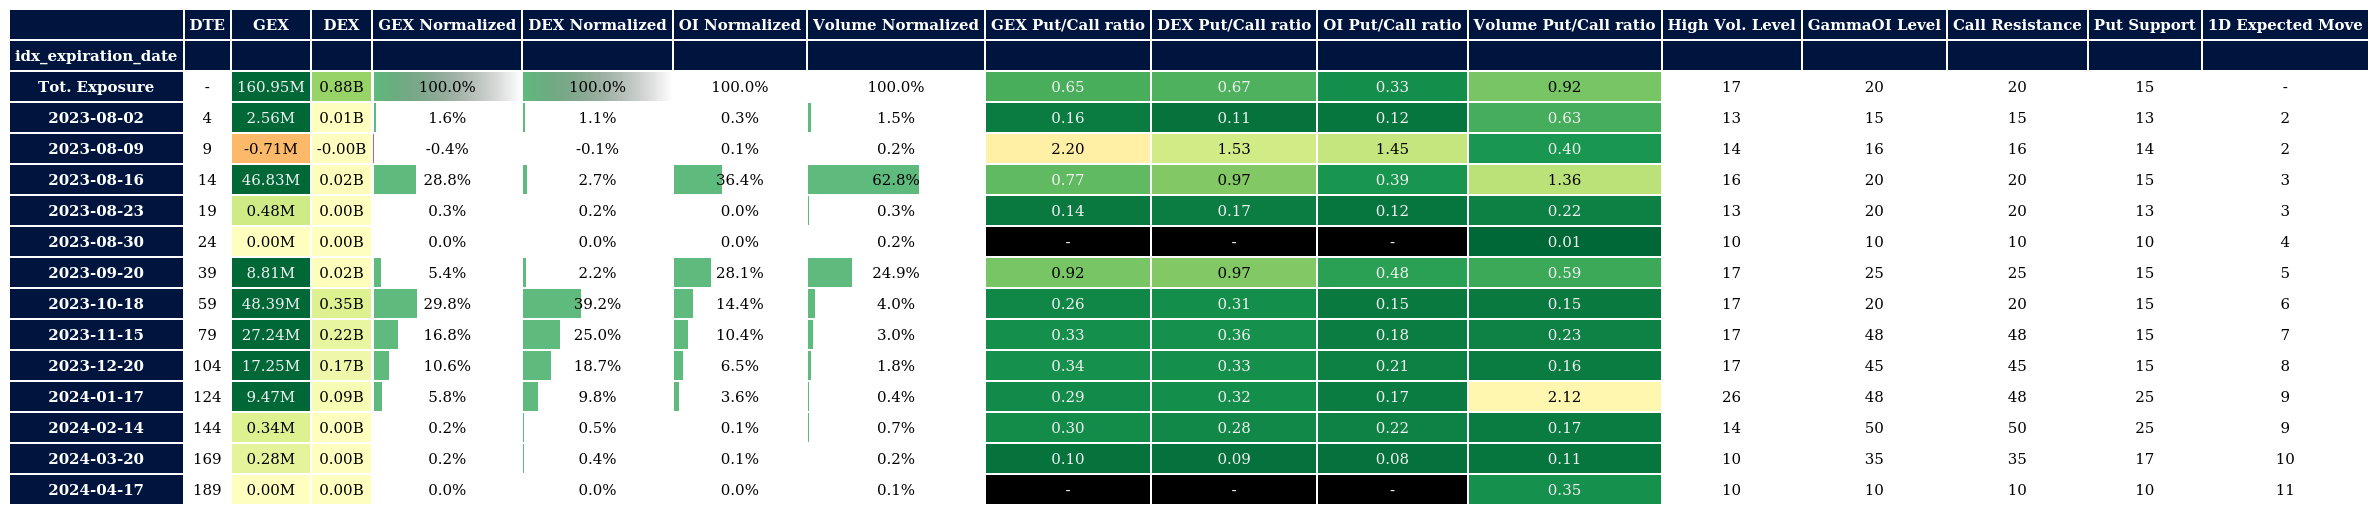 DTE GEX DEX GEX Normalized DEX Normalized OI Normalized Volume Normalized GEX Put/Call ratio DEX Put/Call ratio OI Put/Call ratio Volume Put/Call ratio High Vol. Level GammaOI Level Call Resistance Put Support 1D Expected Move
idx_expiration_date
Tot. Exposure - 160.95M 0.88B 100.0% 100.0% 100.0% 100.0% 0.65 0.67 0.33 0.92 17 20 20 15 -
2023-08-02 4 2.56M 0.01B 1.6% 1.1% 0.3% 1.5% 0.16 0.11 0.12 0.63 13 15 15 13 2
2023-08-09 9 -0.71M -0.00B -0.4% -0.1% 0.1% 0.2% 2.20 1.53 1.45 0.40 14 16 16 14 2
2023-08-16 14 46.83M 0.02B 28.8% 2.7% 36.4% 62.8% 0.77 0.97 0.39 1.36 16 20 20 15 3
2023-08-23 19 0.48M 0.00B 0.3% 0.2% 0.0% 0.3% 0.14 0.17 0.12 0.22 13 20 20 13 3
2023-08-30 24 0.00M 0.00B 0.0% 0.0% 0.0% 0.2% - - - 0.01 10 10 10 10 4
2023-09-20 39 8.81M 0.02B 5.4% 2.2% 28.1% 24.9% 0.92 0.97 0.48 0.59 17 25 25 15 5
2023-10-18 59 48.39M 0.35B 29.8% 39.2% 14.4% 4.0% 0.26 0.31 0.15 0.15 17 20 20 15 6
2023-11-15 79 27.24M 0.22B 16.8% 25.0% 10.4% 3.0% 0.33 0.36 0.18 0.23 17 48 48 15 7
2023-12-20 104 17.25M 0.17B 10.6% 18.7% 6.5% 1.8% 0.34 0.33 0.21 0.16 17 45 45 15 8
2024-01-17 124 9.47M 0.09B 5.8% 9.8% 3.6% 0.4% 0.29 0.32 0.17 2.12 26 48 48 25 9
2024-02-14 144 0.34M 0.00B 0.2% 0.5% 0.1% 0.7% 0.30 0.28 0.22 0.17 14 50 50 25 9
2024-03-20 169 0.28M 0.00B 0.2% 0.4% 0.1% 0.2% 0.10 0.09 0.08 0.11 10 35 35 17 10
2024-04-17 189 0.00M 0.00B 0.0% 0.0% 0.0% 0.1% - - - 0.35 10 10 10 10 11